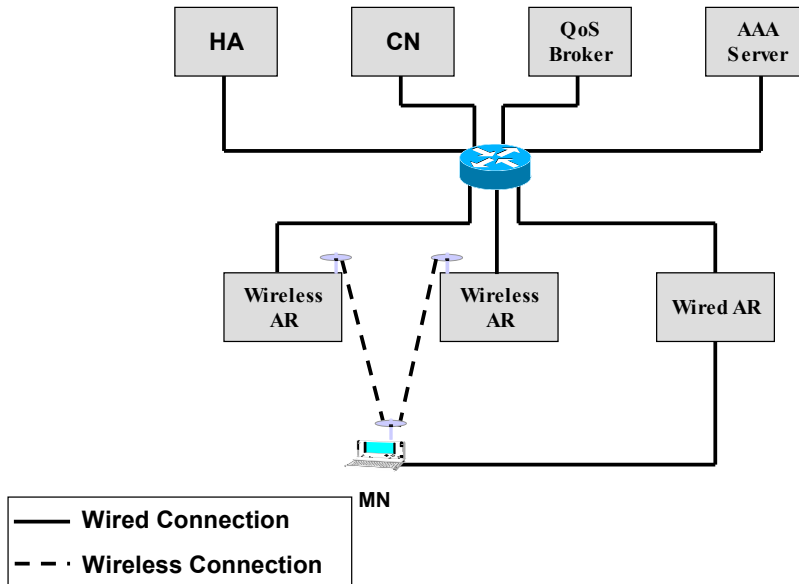 HA
CN
QoS
Broker
AAA
Server
Wireless
AR
Wireless
AR
Wired AR
MN
Wired Connection
Wireless Connection